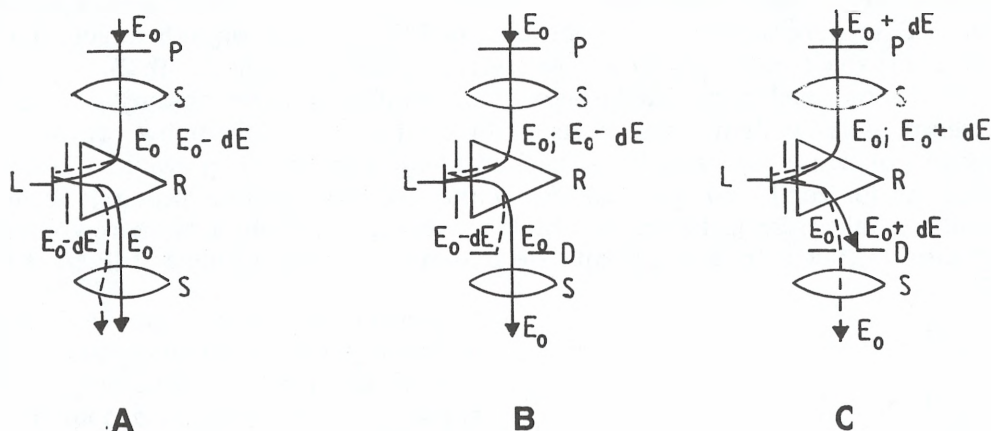 E₀
P
S
E₀ E₀- dE
L
R
E₀-dE
E₀
S
A
E₀
P
S
E₀; E₀- dE
L
R
E₀-dE
E₀
D
S
E₀
B
E₀+ dE
P
S
E₀; E₀+ dE
L
R
E₀
E₀+ dE
D
S
E₀
C